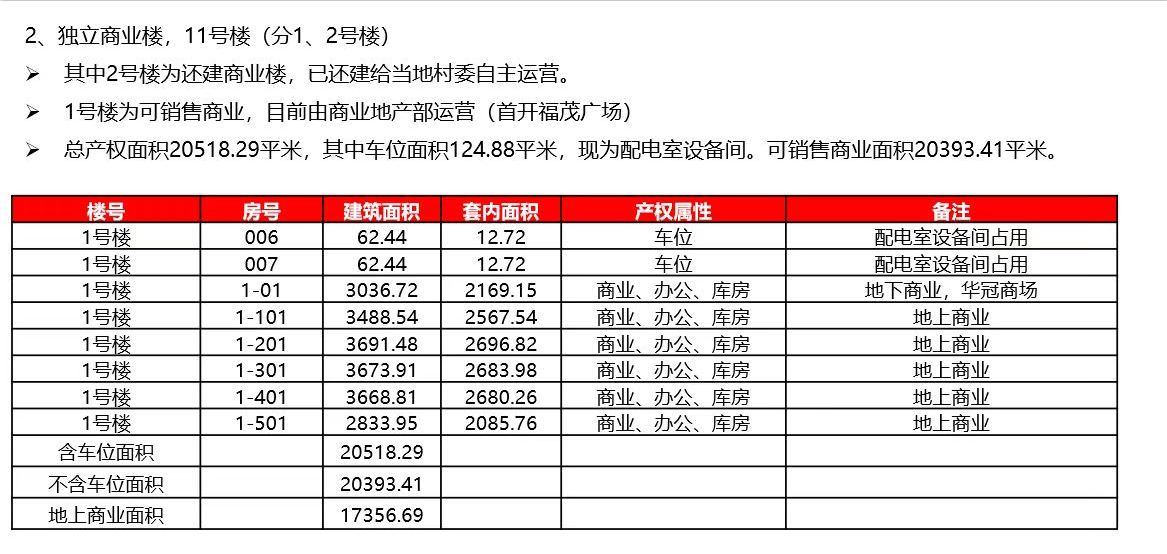 2、独立商业楼，11号楼（分1、2号楼）
➢ 其中2号楼为还建商业楼，已还建给当地村委自主运营。
➢ 1号楼为可销售商业，目前由商业地产部运营（首开福茂广场）
➢ 总产权面积20518.29平米，其中车位面积124.88平米，现为配电室设备间。可销售商业面积20393.41平米。
楼号 房号 建筑面积 套内面积 产权属性 备注
1号楼 006 62.44 12.72 车位 配电室设备间占用
1号楼 007 62.44 12.72 车位 配电室设备间占用
1号楼 1-01 3036.72 2169.15 商业、办公、库房 地下商业，华冠商场
1号楼 1-101 3488.54 2567.54 商业、办公、库房 地上商业
1号楼 1-201 3691.48 2696.82 商业、办公、库房 地上商业
1号楼 1-301 3673.91 2683.98 商业、办公、库房 地上商业
1号楼 1-401 3668.81 2680.26 商业、办公、库房 地上商业
1号楼 1-501 2833.95 2085.76 商业、办公、库房 地上商业
含车位面积 20518.29
不含车位面积 20393.41
地上商业面积 17356.69